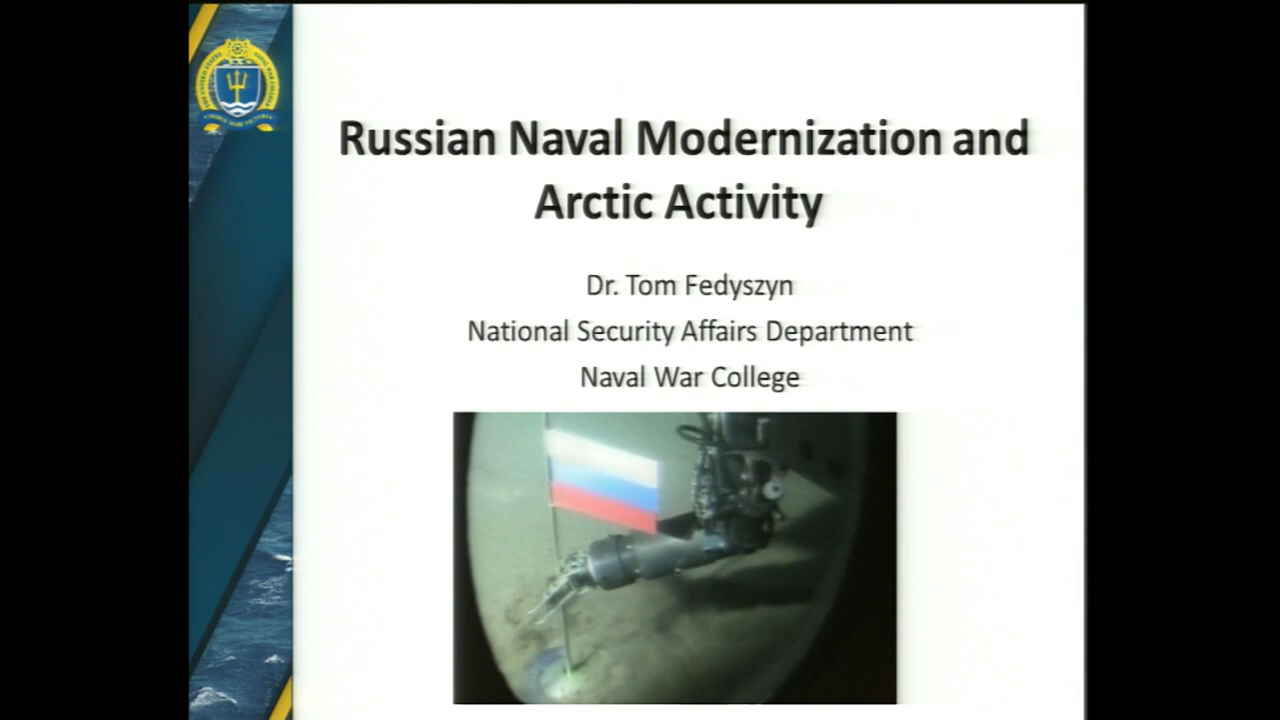 Russian Naval Modernization and
Arctic Activity
Dr. Tom Fedyszyn
National Security Affairs Department
Naval War College